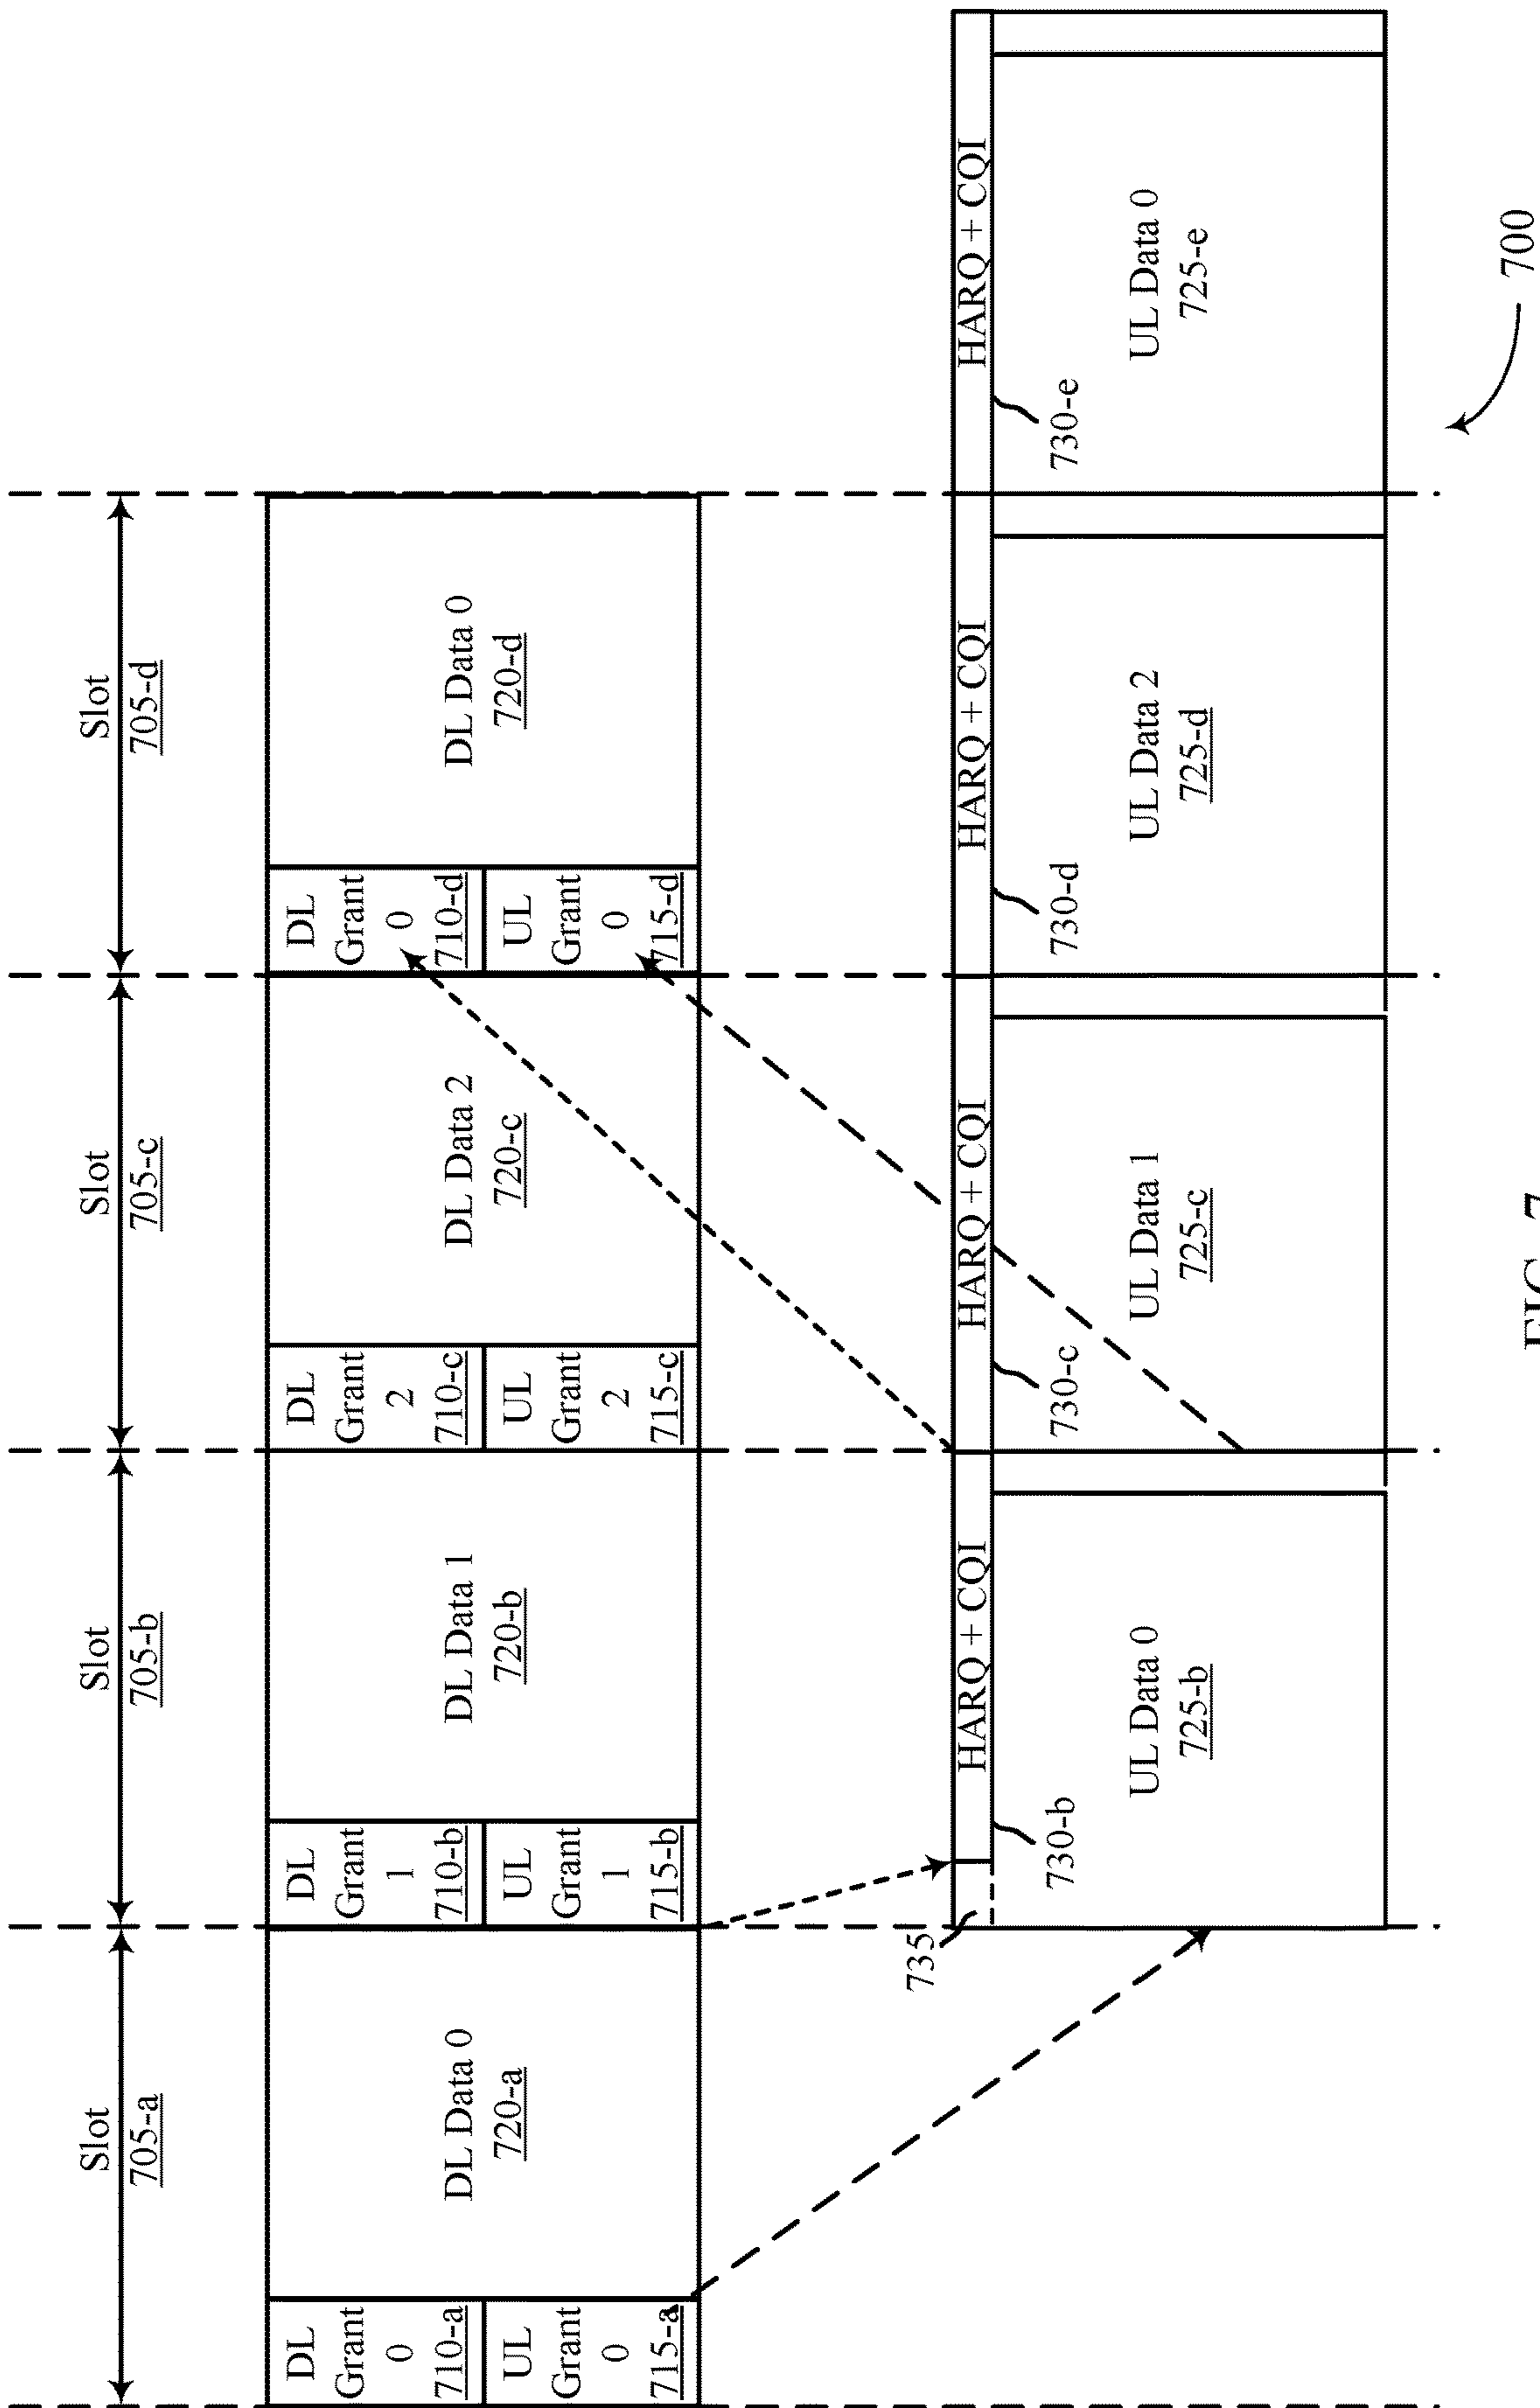 Slot
705-a
Slot
705-b
Slot
705-c
Slot
705-d
DL
Grant
0
710-a
UL
Grant
0
715-a
DL Data 0
720-a
DL
Grant
1
710-b
UL
Grant
1
715-b
DL Data 1
720-b
DL
Grant
2
710-c
UL
Grant
2
715-c
DL Data 2
720-c
DL
Grant
0
710-d
UL
Grant
0
715-d
DL Data 0
720-d
735
HARQ + CQI
730-b
UL Data 0
725-b
HARQ + CQI
730-c
UL Data 1
725-c
HARQ + CQI
730-d
UL Data 2
725-d
HARQ + CQI
730-e
UL Data 0
725-e
700
FIG. 7